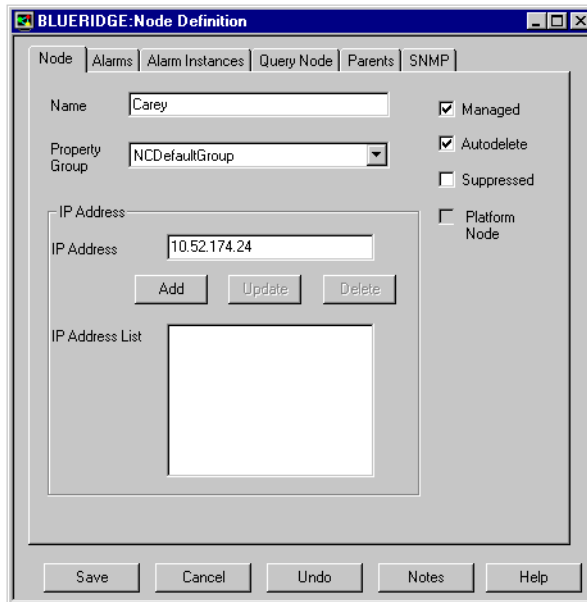 BLUERIDGE:Node Definition
Node Alarms Alarm Instances Query Node Parents SNMP
Name Carey
Managed
Property Group NCDefaultGroup
Autodelete
Suppressed
Platform Node
IP Address
IP Address 10.52.174.24
Add Update Delete
IP Address List
Save Cancel Undo Notes Help